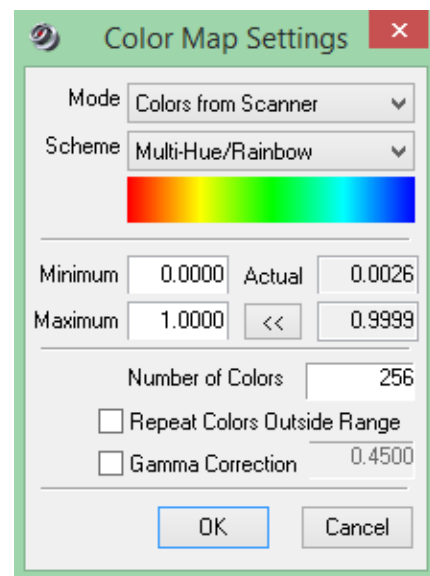 Color Map Settings
Mode Colors from Scanner
Scheme Multi-Hue/Rainbow
Minimum 0.0000 Actual 0.0026
Maximum 1.0000 << 0.9999
Number of Colors 256
Repeat Colors Outside Range
Gamma Correction 0.4500
OK Cancel